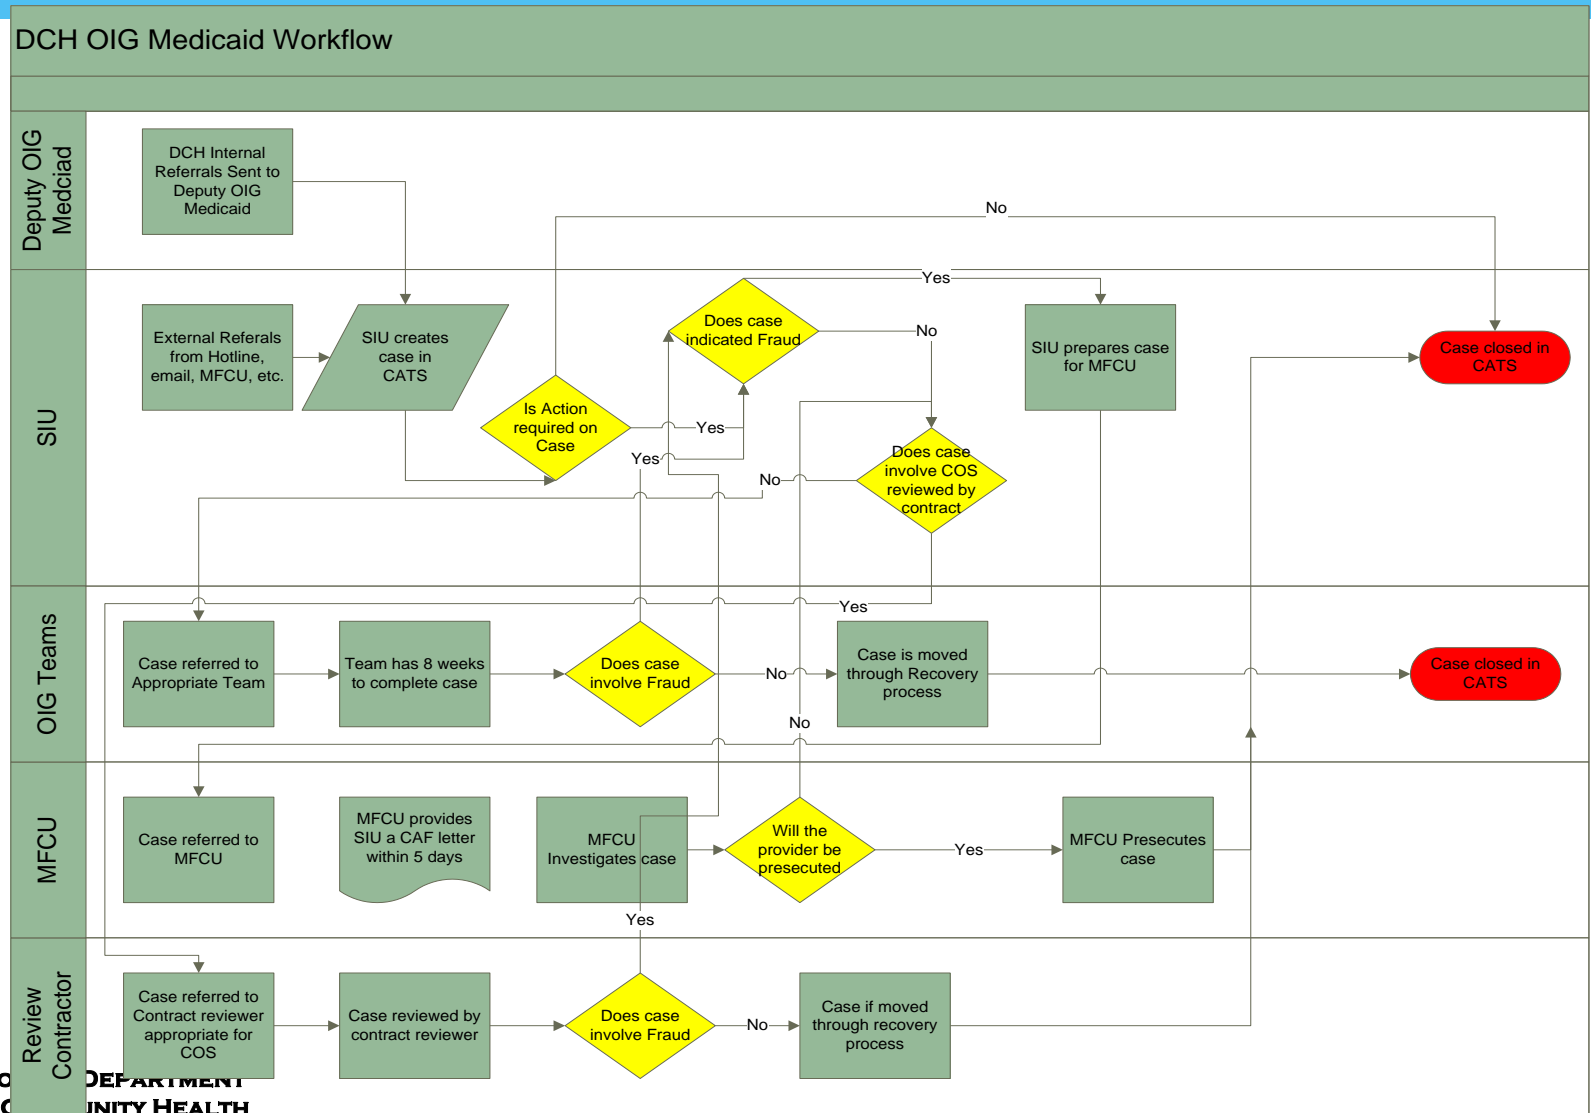 DCH OIG Medicaid Workflow
Deputy OIG
Medciad
DCH Internal
Referrals Sent to
Deputy OIG
Medicaid
No
SIU
External Referals
from Hotline,
email, MFCU, etc.
SIU creates
case in
CATS
Is Action
required on
Case
Yes
Yes
Does case
indicated Fraud
Yes
No
SIU prepares case
for MFCU
Case closed in
CATS
Does case
involve COS
reviewed by
contract
No
Yes
OIG Teams
Case referred to
Appropriate Team
Team has 8 weeks
to complete case
Does case
involve Fraud
No
Case is moved
through Recovery
process
Case closed in
CATS
No
MFCU
Case referred to
MFCU
MFCU provides
SIU a CAF letter
within 5 days
MFCU
Investigates case
Will the
provider be
presecuted
Yes
MFCU Presecutes
case
Yes
Review
Contractor
Case referred to
Contract reviewer
appropriate for
COS
Case reviewed by
contract reviewer
Does case
involve Fraud
No
Case if moved
through recovery
process
DEPARTMENT
HEALTH